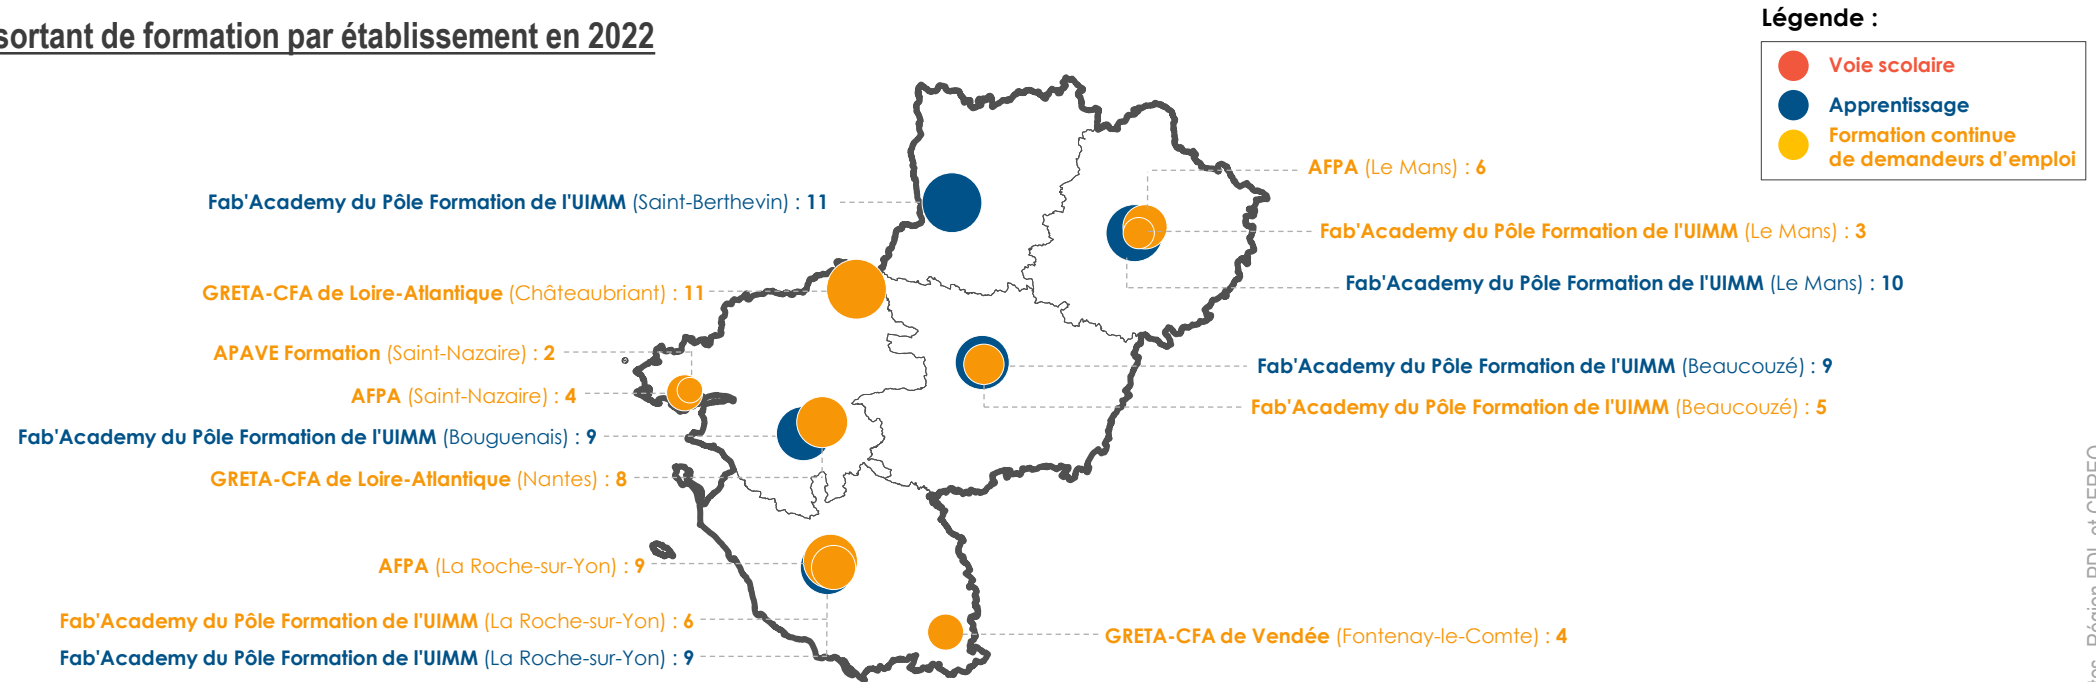 sortant de formation par établissement en 2022
Légende :
Voie scolaire
Apprentissage
Formation continue
de demandeurs d'emploi
Fab'Academy du Pôle Formation de l'UIMM (Saint-Berthevin) : 11
GRETA-CFA de Loire-Atlantique (Châteaubriant) : 11
APAVE Formation (Saint-Nazaire) : 2
AFPA (Saint-Nazaire) : 4
Fab'Academy du Pôle Formation de l'UIMM (Bouguenais) : 9
GRETA-CFA de Loire-Atlantique (Nantes) : 8
AFPA (La Roche-sur-Yon) : 9
Fab'Academy du Pôle Formation de l'UIMM (La Roche-sur-Yon) : 6
Fab'Academy du Pôle Formation de l'UIMM (La Roche-sur-Yon) : 9
AFPA (Le Mans) : 6
Fab'Academy du Pôle Formation de l'UIMM (Le Mans) : 3
Fab'Academy du Pôle Formation de l'UIMM (Le Mans) : 10
Fab'Academy du Pôle Formation de l'UIMM (Beaucouzé) : 9
Fab'Academy du Pôle Formation de l'UIMM (Beaucouzé) : 5
GRETA-CFA de Vendée (Fontenay-le-Comte) : 4
Région PDL et